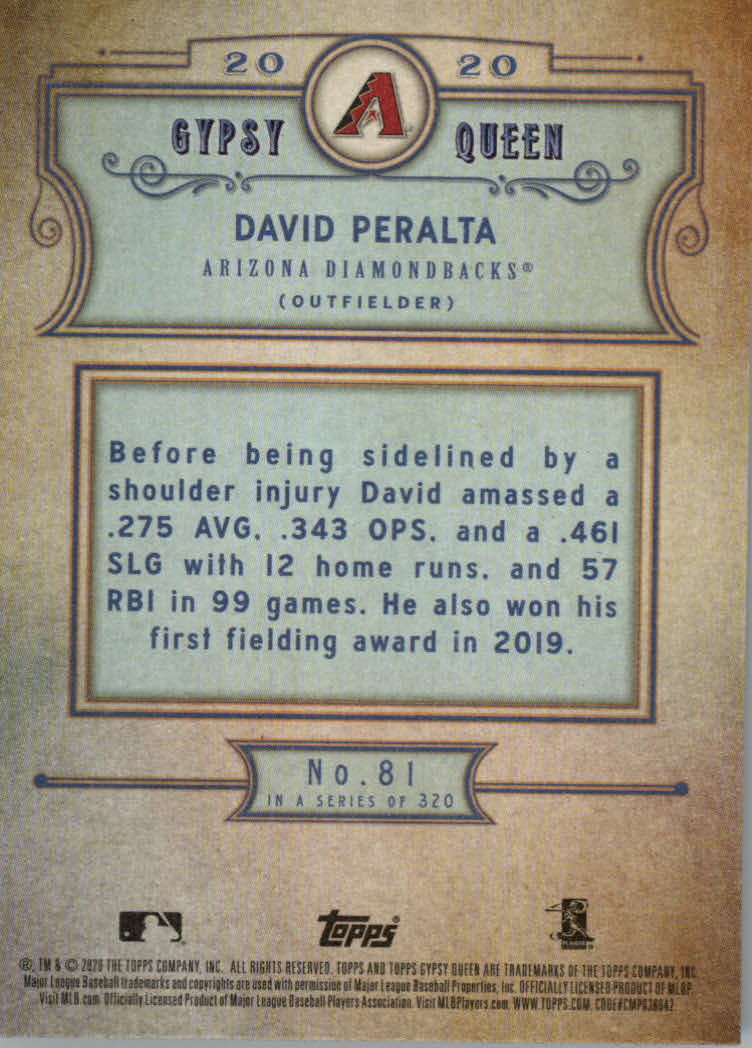 2020
GYPSY QUEEN
DAVID PERALTA
ARIZONA DIAMONDBACKS®
(OUTFIELDER)
Before being sidelined by a
shoulder injury David amassed a
.275 AVG, .343 OPS, and a .461
SLG with 12 home runs, and 57
RBI in 99 games. He also won his
first fielding award in 2019.
No. 81
IN A SERIES OF 320
topps®
®, TM & © 2020 THE TOPPS COMPANY, INC. ALL RIGHTS RESERVED. TOPPS AND TOPPS GYPSY QUEEN ARE TRADEMARKS OF THE TOPPS COMPANY, INC.
Major League Baseball trademarks and copyrights are used with permission of Major League Baseball Properties, Inc. OFFICIALLY LICENSED PRODUCT OF MLBP.
Visit MLB.com. Officially Licensed Product of Major League Baseball Players Association. Visit MLBPlayers.com. WWW.TOPPS.COM. CODE#CMP038042